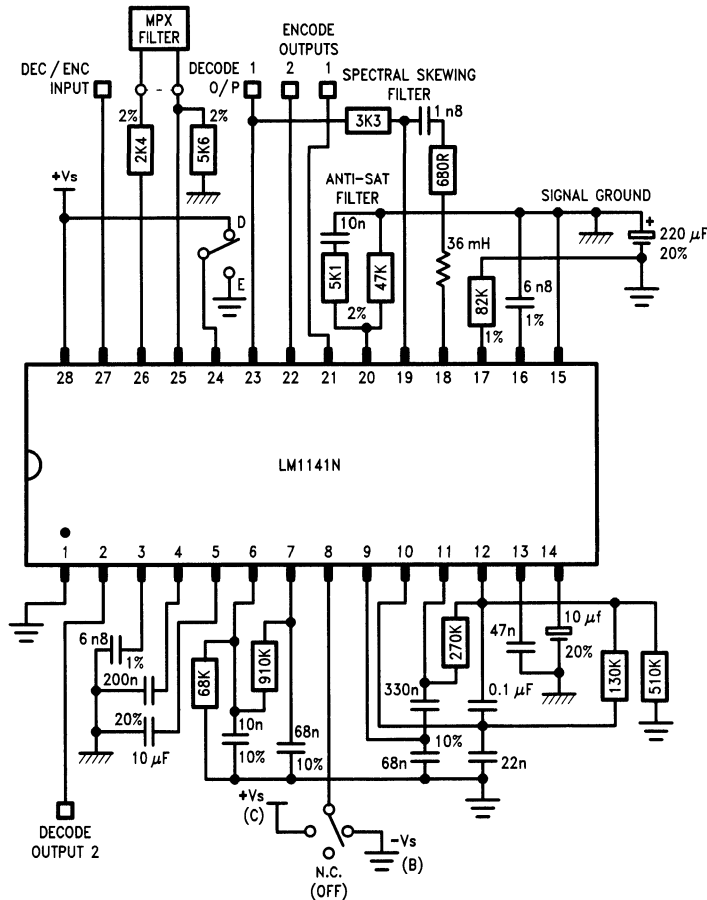 MPX
FILTER
ENCODE
OUTPUTS
DEC / ENC
INPUT
DECODE
O/P
1
2
1
SPECTRAL SKEWING
FILTER
2%
2%
2K4
5K6
3K3
1 n8
680R
+Vs
ANTI-SAT
FILTER
SIGNAL GROUND
D
E
10n
5K1
47K
2%
36 mH
82K
1%
6 n8
1%
+
220 µF
20%
28
27
26
25
24
23
22
21
20
19
18
17
16
15
LM1141N
1
2
3
4
5
6
7
8
9
10
11
12
13
14
6 n8
1%
200n
20%
10 µF
68K
910K
10n
10%
68n
10%
270K
330n
0.1 µF
10%
68n
22n
47n
10 µf
20%
130K
510K
DECODE
OUTPUT 2
+Vs
(C)
N.C.
(OFF)
-Vs
(B)